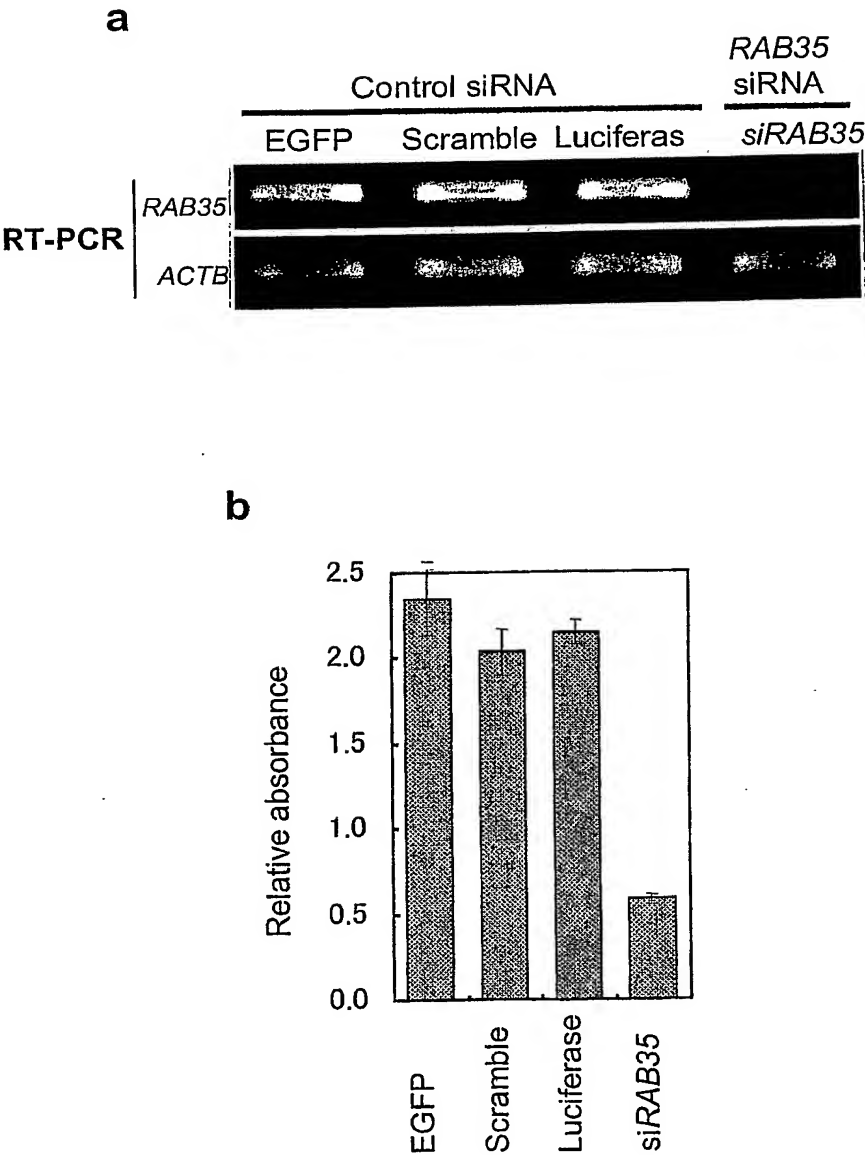 a
RAB35
Control siRNA siRNA
EGFP Scramble Luciferas siRAB35
RAB35
RT-PCR
ACTB
b
2.5
2.0
1.5
1.0
0.5
0.0
Relative absorbance
EGFP
Scramble
Luciferase
siRAB35